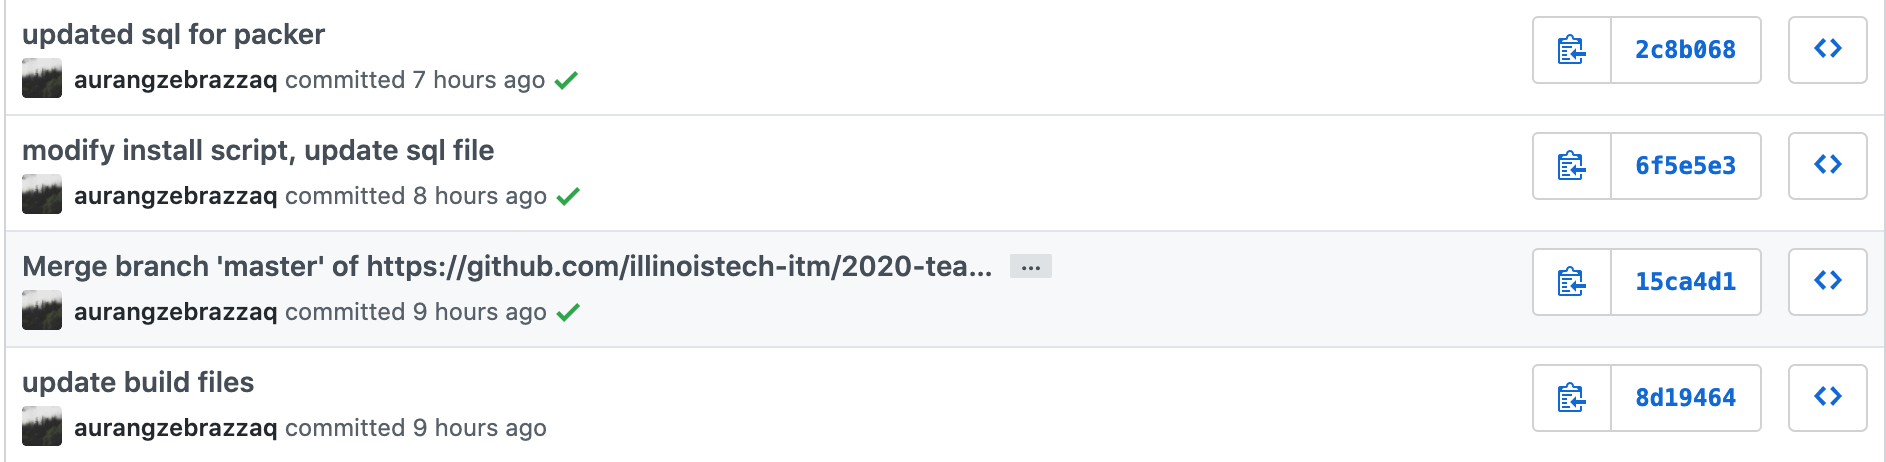 updated sql for packer
aurangzebrazzaq committed 7 hours ago
2c8b068
modify install script, update sql file
aurangzebrazzaq committed 8 hours ago
6f5e5e3
Merge branch 'master' of https://github.com/illinoistech-itm/2020-tea... ...
aurangzebrazzaq committed 9 hours ago
15ca4d1
update build files
aurangzebrazzaq committed 9 hours ago
8d19464